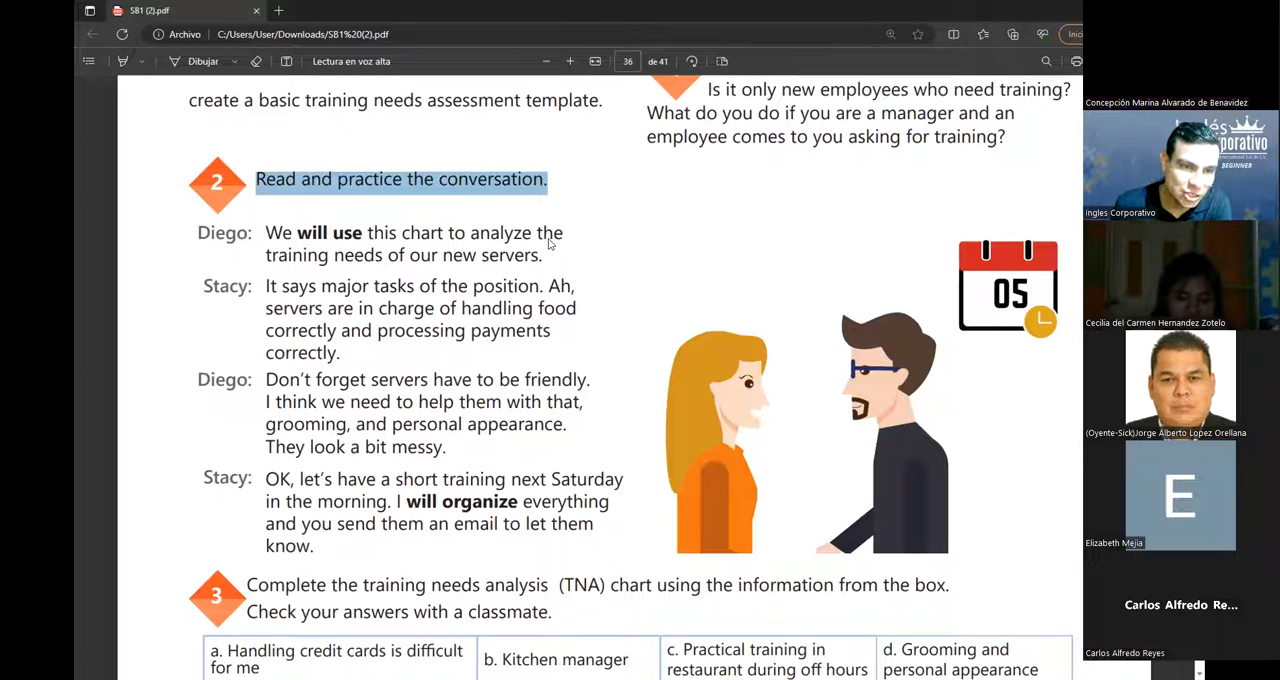 SB1 (2).pdf
Archivo
C:/Users/User/Downloads/SB1%20(2).pdf
Inici
Dibujar
Lectura en voz alta
36
de 41
create a basic training needs assessment template.
Is it only new employees who need training?
What do you do if you are a manager and an
employee comes to you asking for training?
2
Read and practice the conversation.
Diego: We will use this chart to analyze the
training needs of our new servers.
Stacy: It says major tasks of the position. Ah,
servers are in charge of handling food
correctly and processing payments
correctly.
Diego: Don't forget servers have to be friendly.
I think we need to help them with that,
grooming, and personal appearance.
They look a bit messy.
Stacy: OK, let's have a short training next Saturday
in the morning. I will organize everything
and you send them an email to let them
know.
05
3
Complete the training needs analysis (TNA) chart using the information from the box.
Check your answers with a classmate.
a. Handling credit cards is difficult
for me
b. Kitchen manager
c. Practical training in
restaurant during off hours
d. Grooming and
personal appearance
Concepción Marina Alvarado de Benavidez
BEGINNER
Ingles Corporativo
Cecilia del Carmen Hernandez Zotelo
(Oyente-Sick)Jorge Alberto Lopez Orellana
E
Elizabeth Mejia
Carlos Alfredo Re...
Carlos Alfredo Reyes